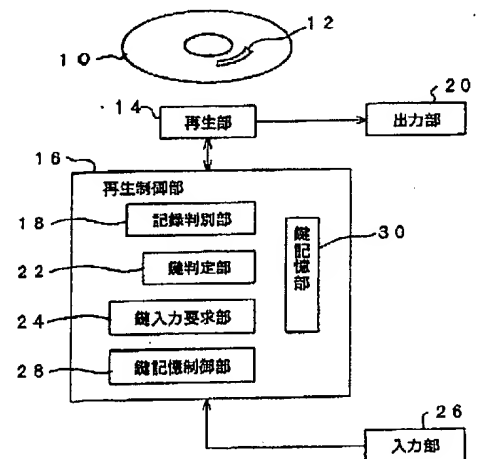 10
12
14
再生部
20
出力部
16
再生制御部
18
記録判別部
22
鍵判定部
24
鍵入力要求部
28
鍵記憶制御部
鍵記憶部
30
26
入力部